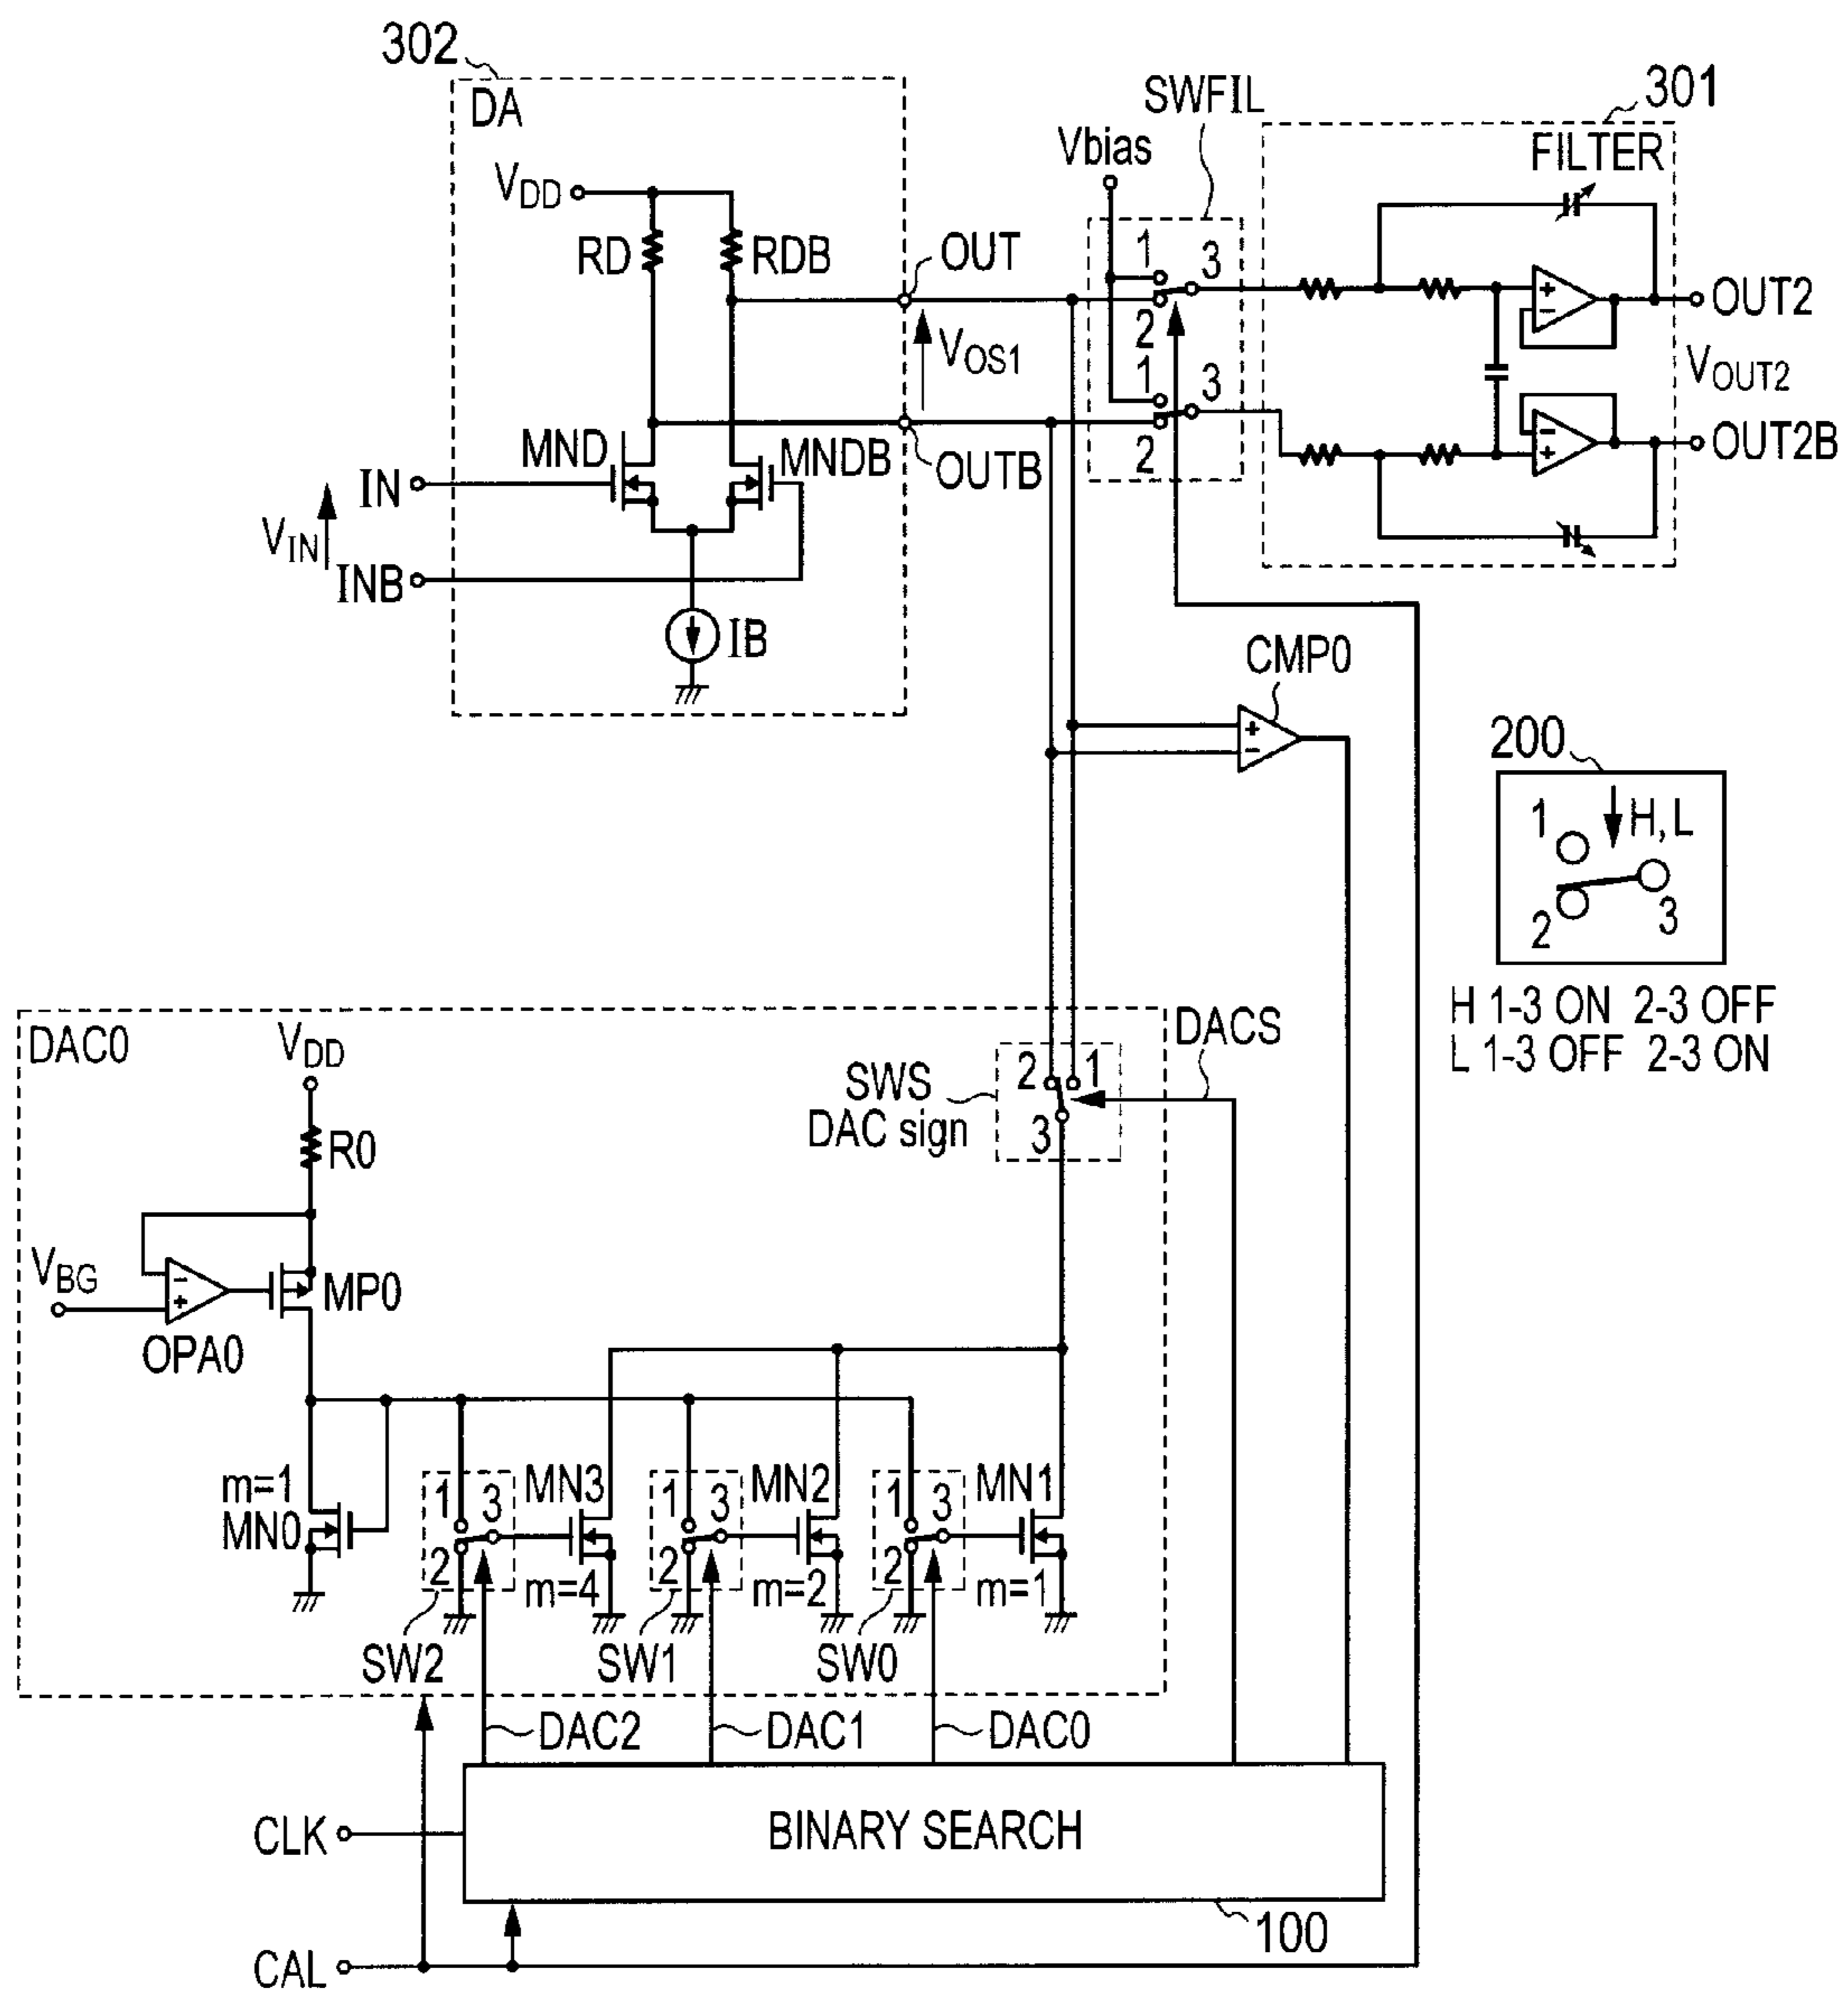 302
DA
SWFIL
301
Vbias
FILTER
VDD
RD
RDB
OUT
1
3
2
OUT2
VOS1
1
3
2
VOUT2
MND
MNDB
IN
OUTB
OUT2B
VIN
INB
IB
+
-
-
+
CMP0
+
-
200
1
H, L
2
3
H 1-3 ON 2-3 OFF
L 1-3 OFF 2-3 ON
DAC0
VDD
DACS
SWS
DAC sign
2
1
3
R0
VBG
-
+
MP0
OPA0
m=1
MN0
1
3
2
MN3
m=4
1
3
2
MN2
m=2
1
3
2
MN1
m=1
SW2
SW1
SW0
DAC2
DAC1
DAC0
CLK
BINARY SEARCH
100
CAL